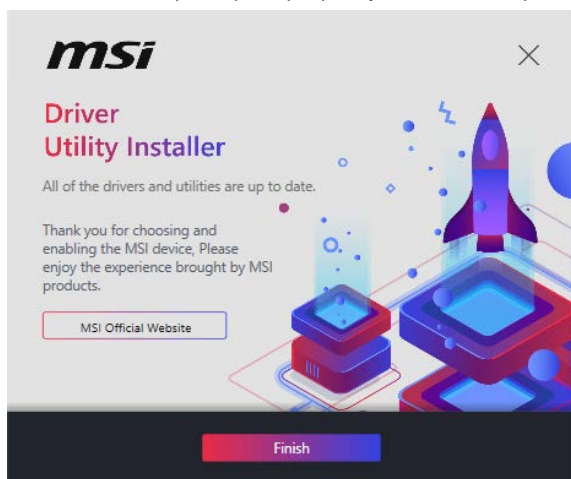 msi
Driver
Utility Installer
All of the drivers and utilities are up to date.
Thank you for choosing and
enabling the MSI device, Please
enjoy the experience brought by MSI
products.
MSI Official Website
Finish